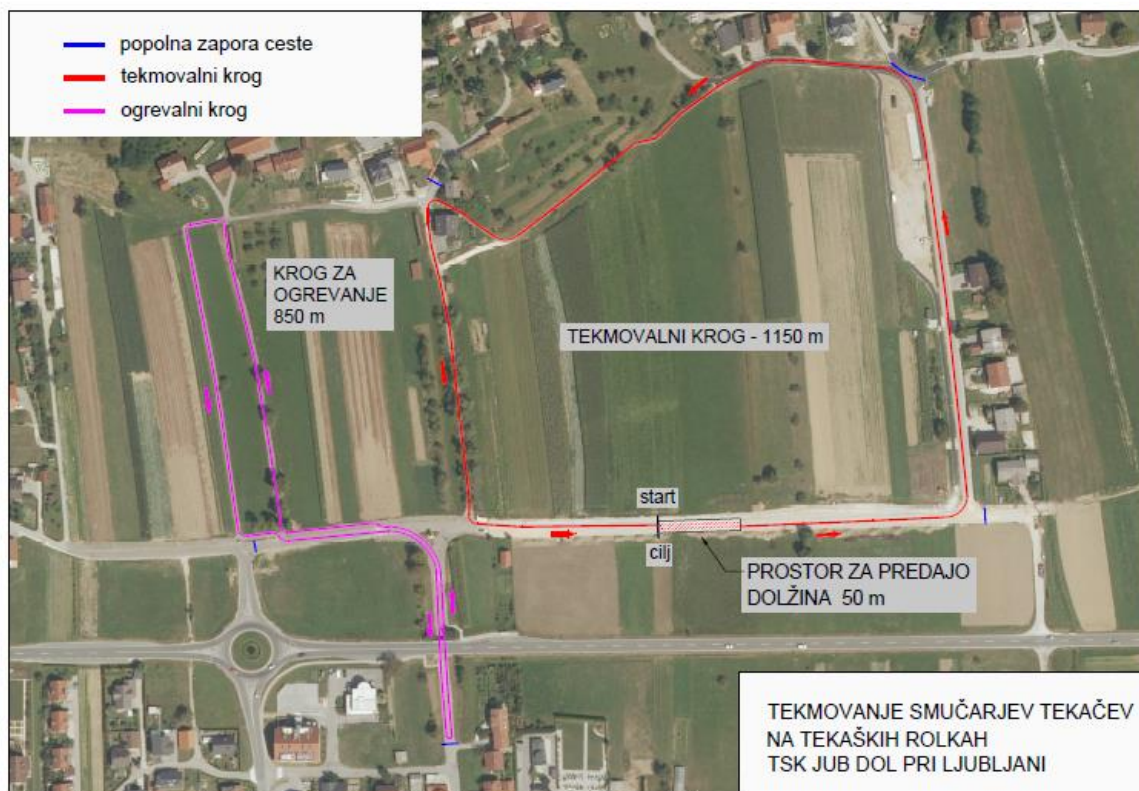 popolna zapora ceste
tekmovalni krog
ogrevalni krog
KROG ZA
OGREVANJE
850 m
TEKMOVALNI KROG - 1150 m
start
cilj
PROSTOR ZA PREDAJO
DOLŽINA 50 m
TEKMOVANJE SMUČARJEV TEKAČEV
NA TEKAŠKIH ROLKAH
TSK JUB DOL PRI LJUBLJANI